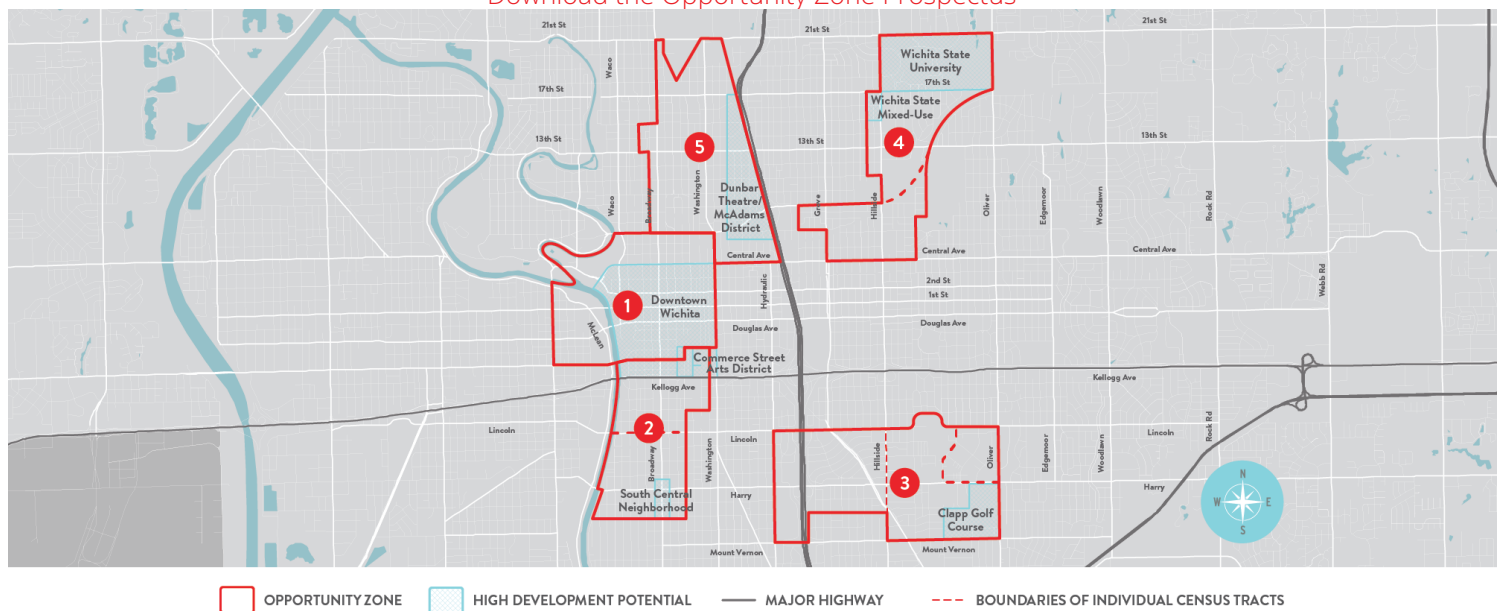 Download the Opportunity Zone Prospectus
21st St
21st St
21st St
Waco
Wichita State
University
17th St
17th St
Wichita State
Mixed-Use
13th St
13th St
13th St
5
4
Waco
Broadway
Washington
Dunbar
Theatre/
McAdams
District
Grove
Hillside
Oliver
Edgemoor
Woodlawn
Rock Rd
Central Ave
Central Ave
Central Ave
Webb Rd
Hydraulic
2nd St
1st St
1
Downtown
Wichita
McLean
Douglas Ave
Douglas Ave
Commerce Street
Arts District
Kellogg Ave
Kellogg Ave
Lincoln
2
Lincoln
Lincoln
Broadway
Washington
Hillside
Oliver
Edgemoor
Woodlawn
Rock Rd
3
Harry
Harry
South Central
Neighborhood
Clapp Golf
Course
Mount Vernon
Mount Vernon
N
W
E
S
OPPORTUNITY ZONE
HIGH DEVELOPMENT POTENTIAL
MAJOR HIGHWAY
BOUNDARIES OF INDIVIDUAL CENSUS TRACTS